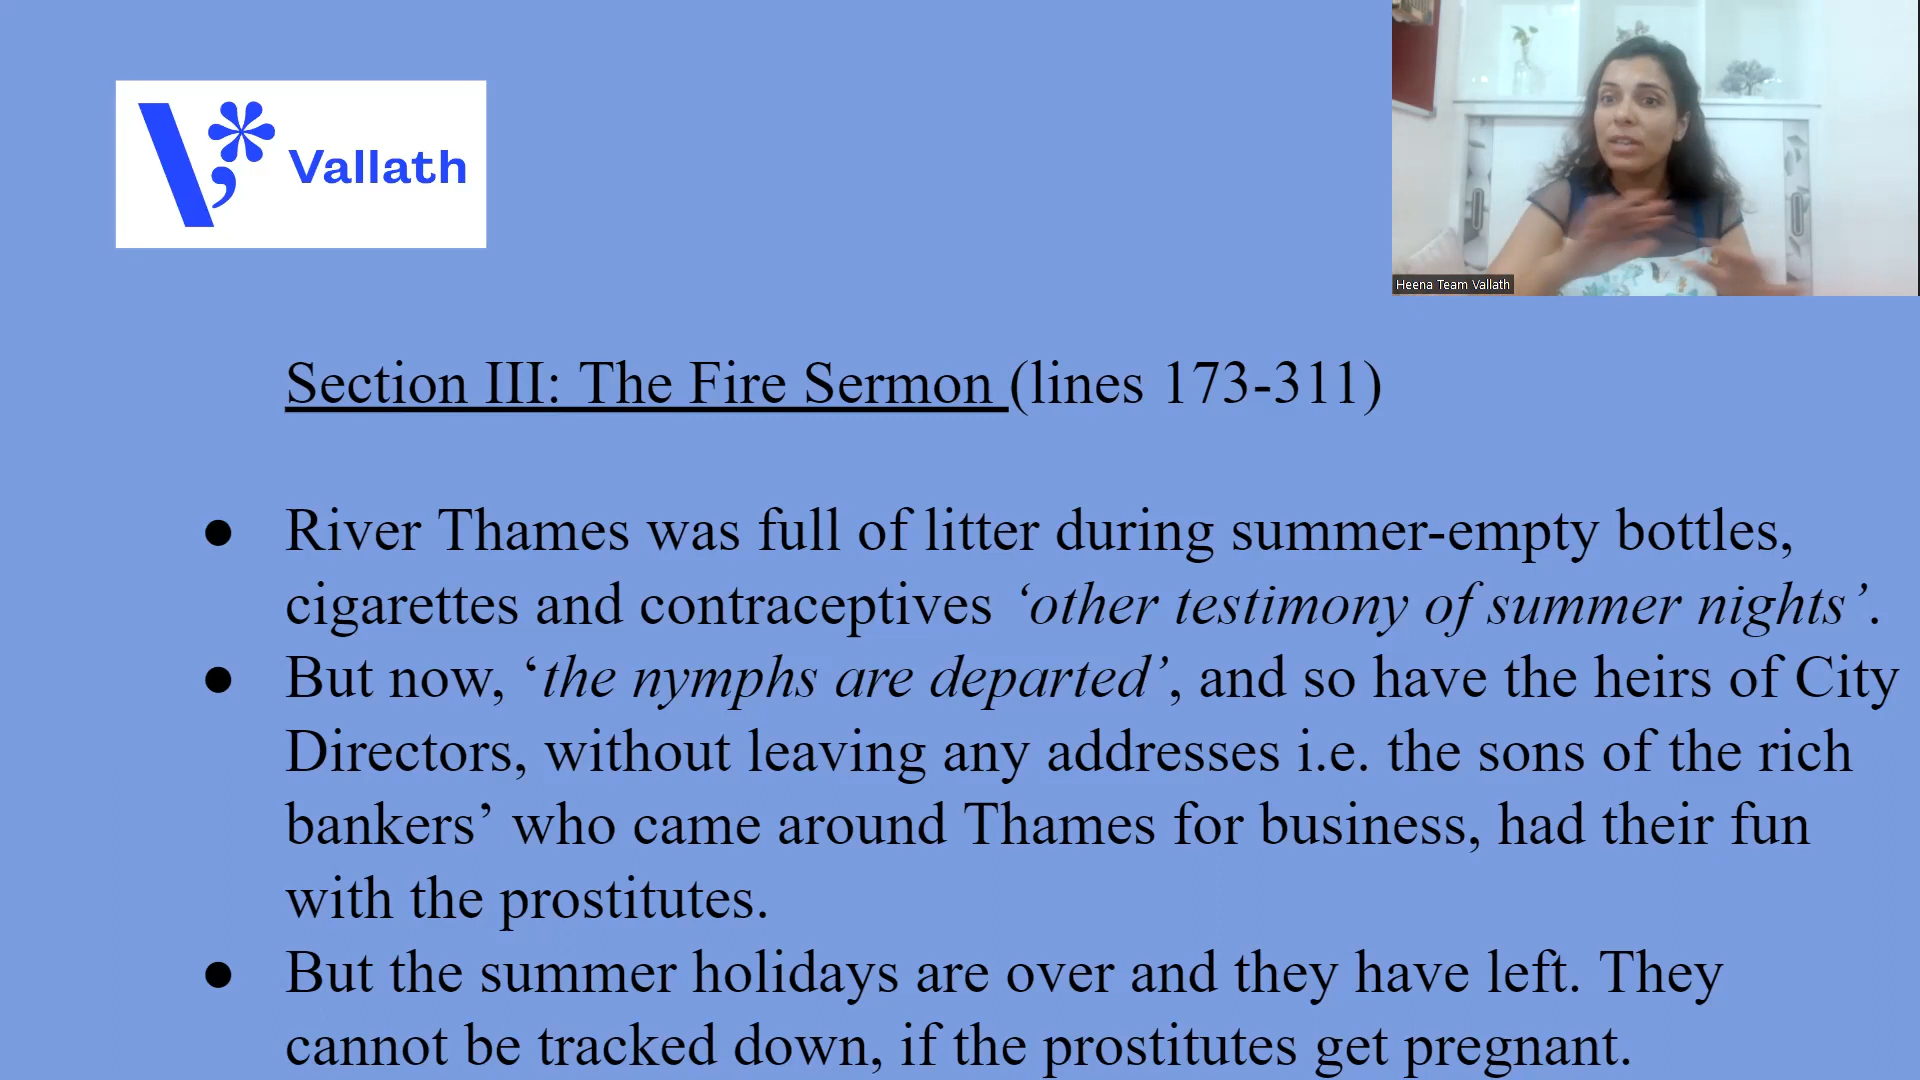 Vallath
Heena Team Vallath
Section III: The Fire Sermon (lines 173-311)
● River Thames was full of litter during summer-empty bottles,
cigarettes and contraceptives ‘other testimony of summer nights’.
● But now, ‘the nymphs are departed’, and so have the heirs of City
Directors, without leaving any addresses i.e. the sons of the rich
bankers’ who came around Thames for business, had their fun
with the prostitutes.
● But the summer holidays are over and they have left. They
cannot be tracked down, if the prostitutes get pregnant.